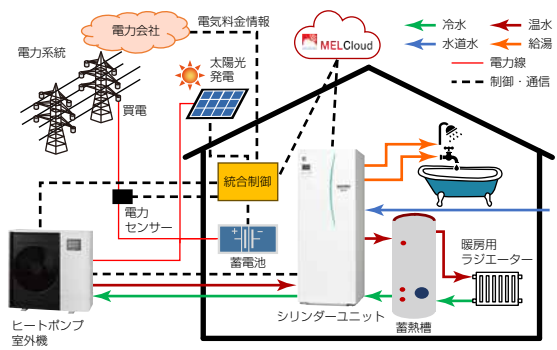 電力会社
電気料金情報
MELCloud
冷水
温水
水道水
給湯
電力線
制御・通信
電力系統
太陽光
発電
買電
統合制御
電力
センサー
蓄電池
暖房用
ラジエーター
シリンダーユニット
蓄熱槽
ヒートポンプ
室外機